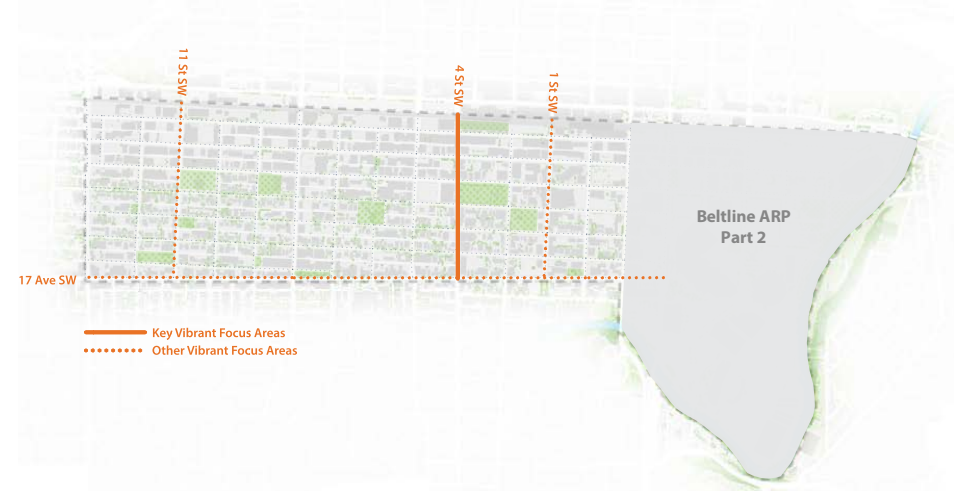 11 St SW
4 St SW
1 St SW
Beltline ARP
Part 2
17 Ave SW
Key Vibrant Focus Areas
Other Vibrant Focus Areas